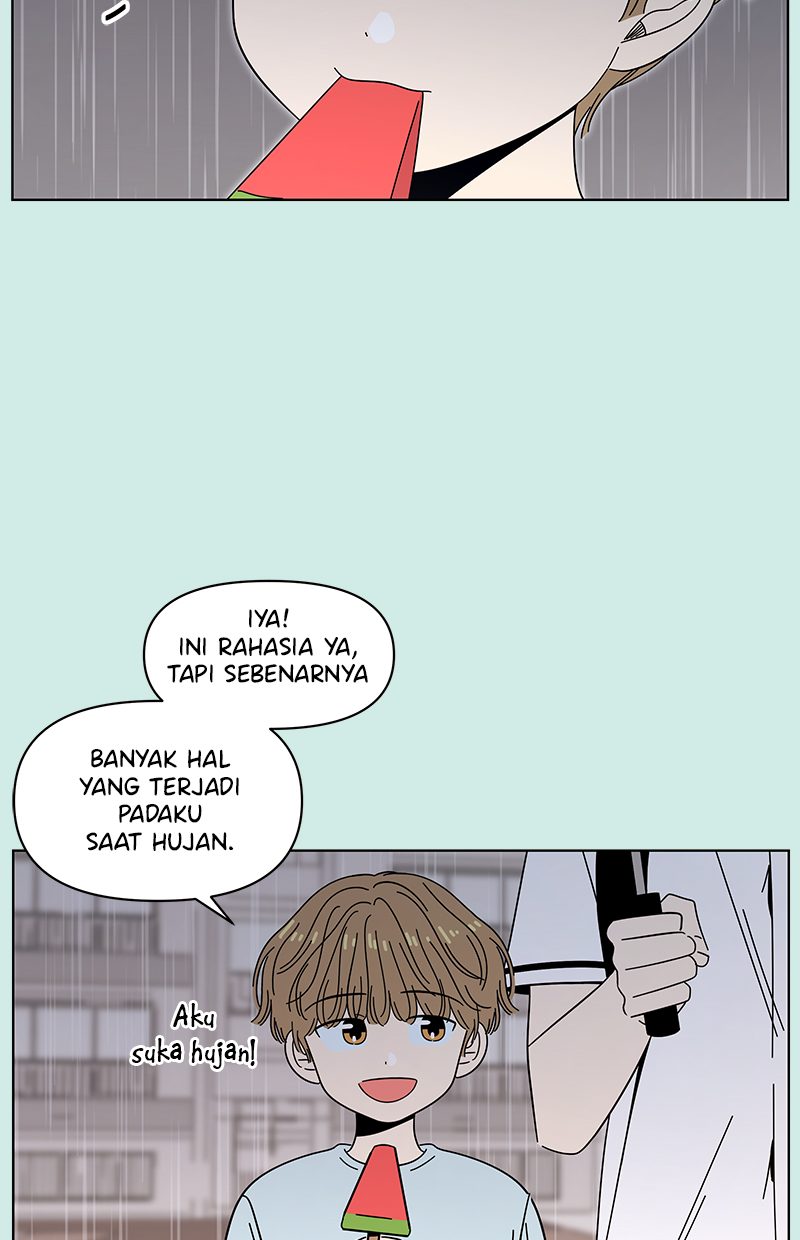 IYA!
INI RAHASIA YA,
TAPI SEBENARNYA
BANYAK HAL
YANG TERJADI
PADAKU
SAAT HUJAN.
Aku
suka hujan!